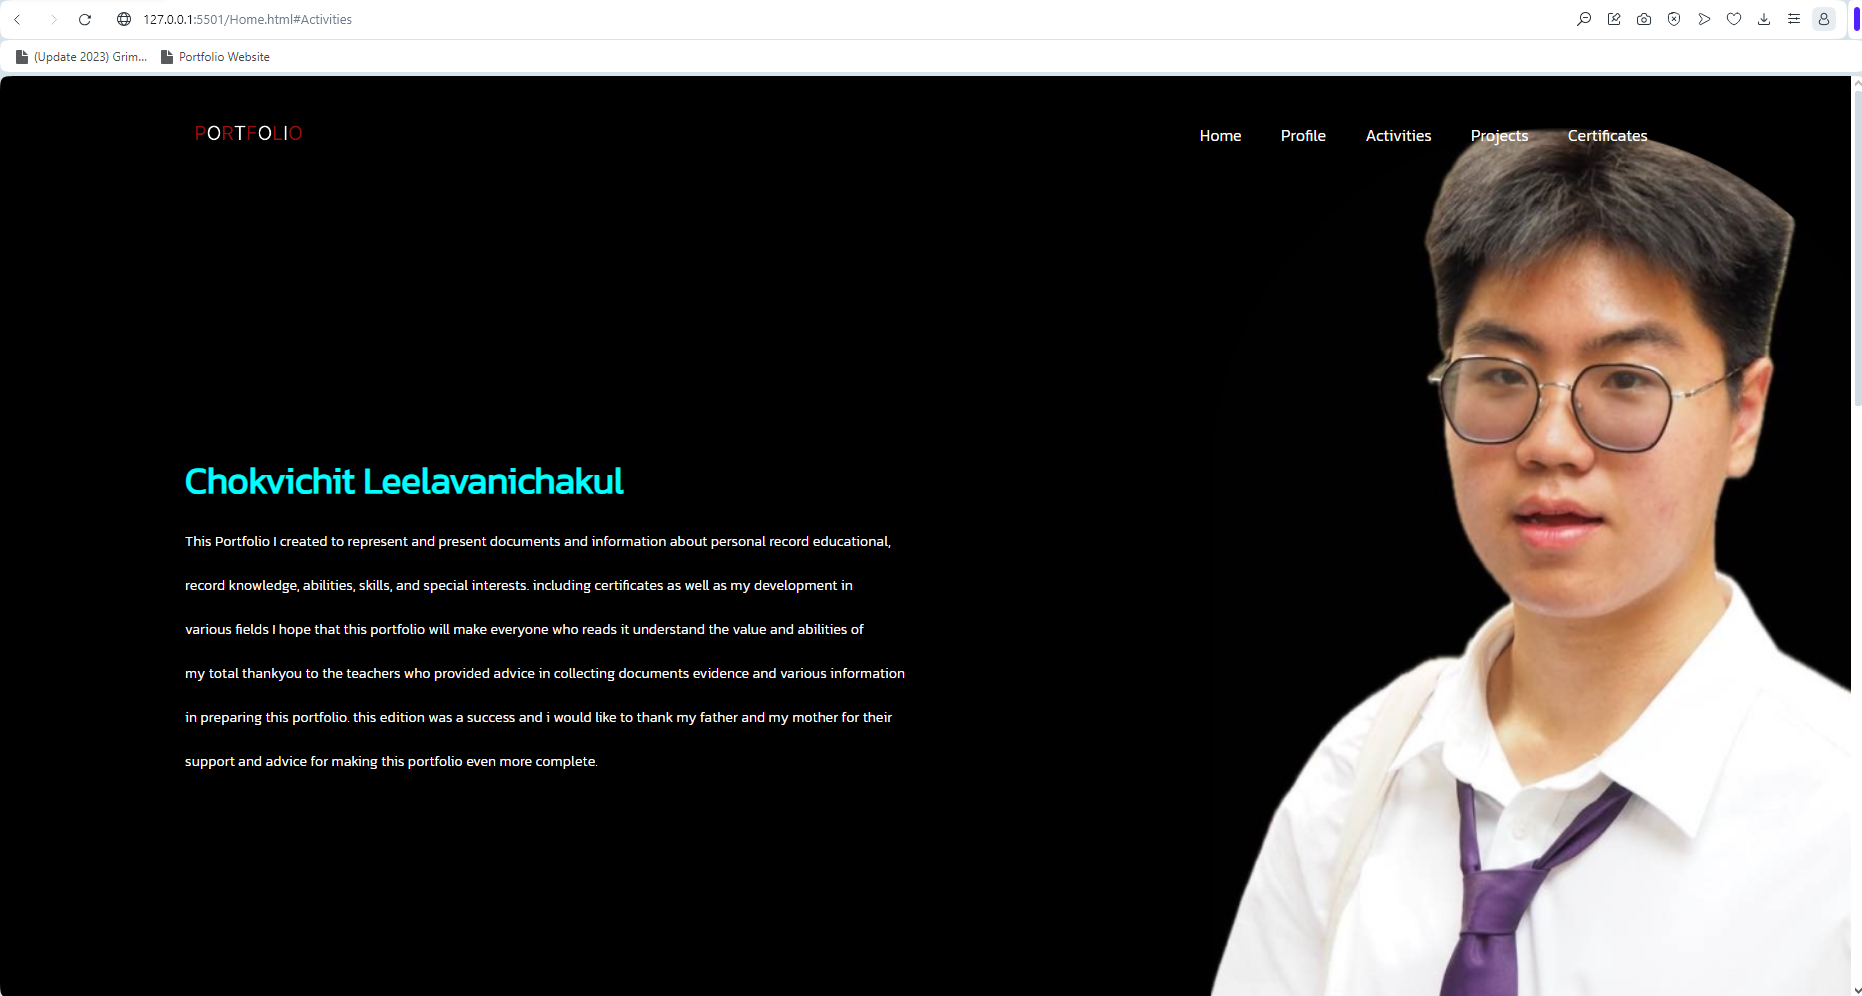 127.0.0.1:5501/Home.html#Activities
(Update 2023) Grim... Portfolio Website
PORTFOLIO
Home Profile Activities Projects Certificates
Chokvichit Leelavanichakul
This Portfolio I created to represent and present documents and information about personal record educational,
record knowledge, abilities, skills, and special interests. including certificates as well as my development in
various fields I hope that this portfolio will make everyone who reads it understand the value and abilities of
my total thankyou to the teachers who provided advice in collecting documents evidence and various information
in preparing this portfolio. this edition was a success and i would like to thank my father and my mother for their
support and advice for making this portfolio even more complete.